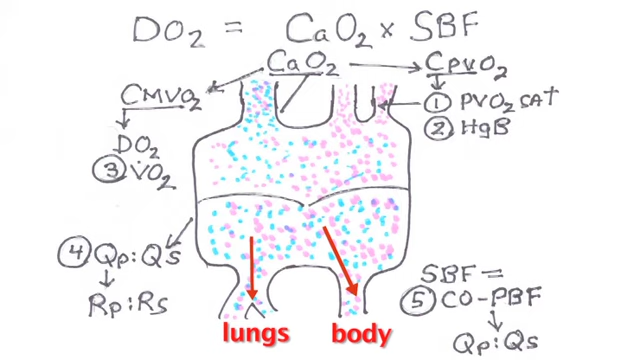 DO2 = CaO2 x SBF
CaO2
CPVO2
① PVO2 SAT
② HgB
CMVO2
DO2
③ V̇O2
④ Qp:Qs
Rp:Rs
SBF =
⑤ CO-PBF
Qp:Qs
lungs
body